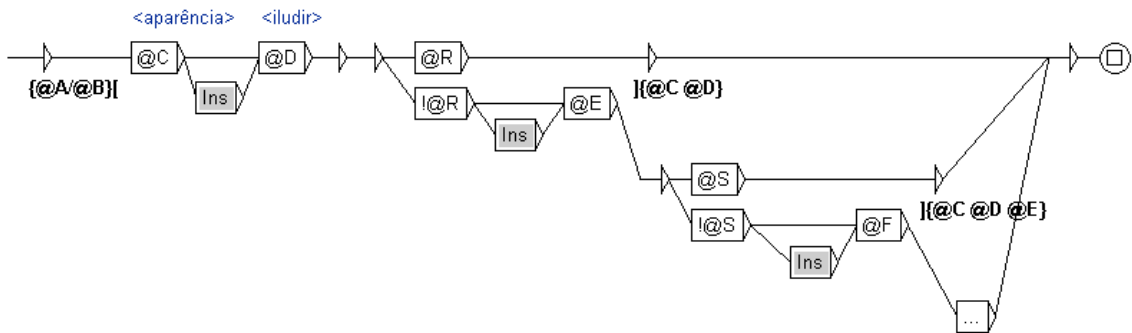 <aparência> <iludir>
@C @D @R
{@A/@B}[ ]{@C @D}
Ins !@R @E
Ins
@S
]{@C @D @E}
!@S @F
Ins
...